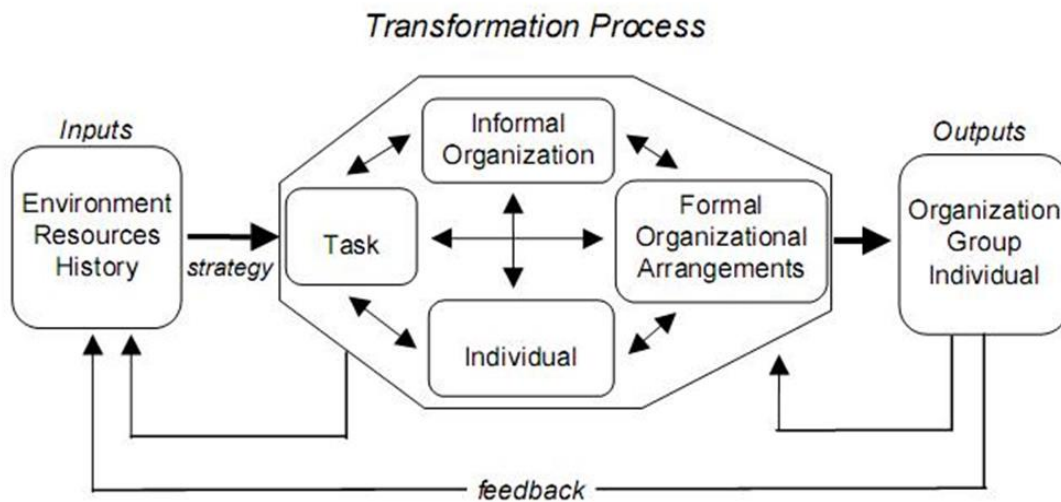 Transformation Process
Inputs
Environment
Resources
History
strategy
Informal
Organization
Task
Individual
Formal
Organizational
Arrangements
Outputs
Organization
Group
Individual
feedback